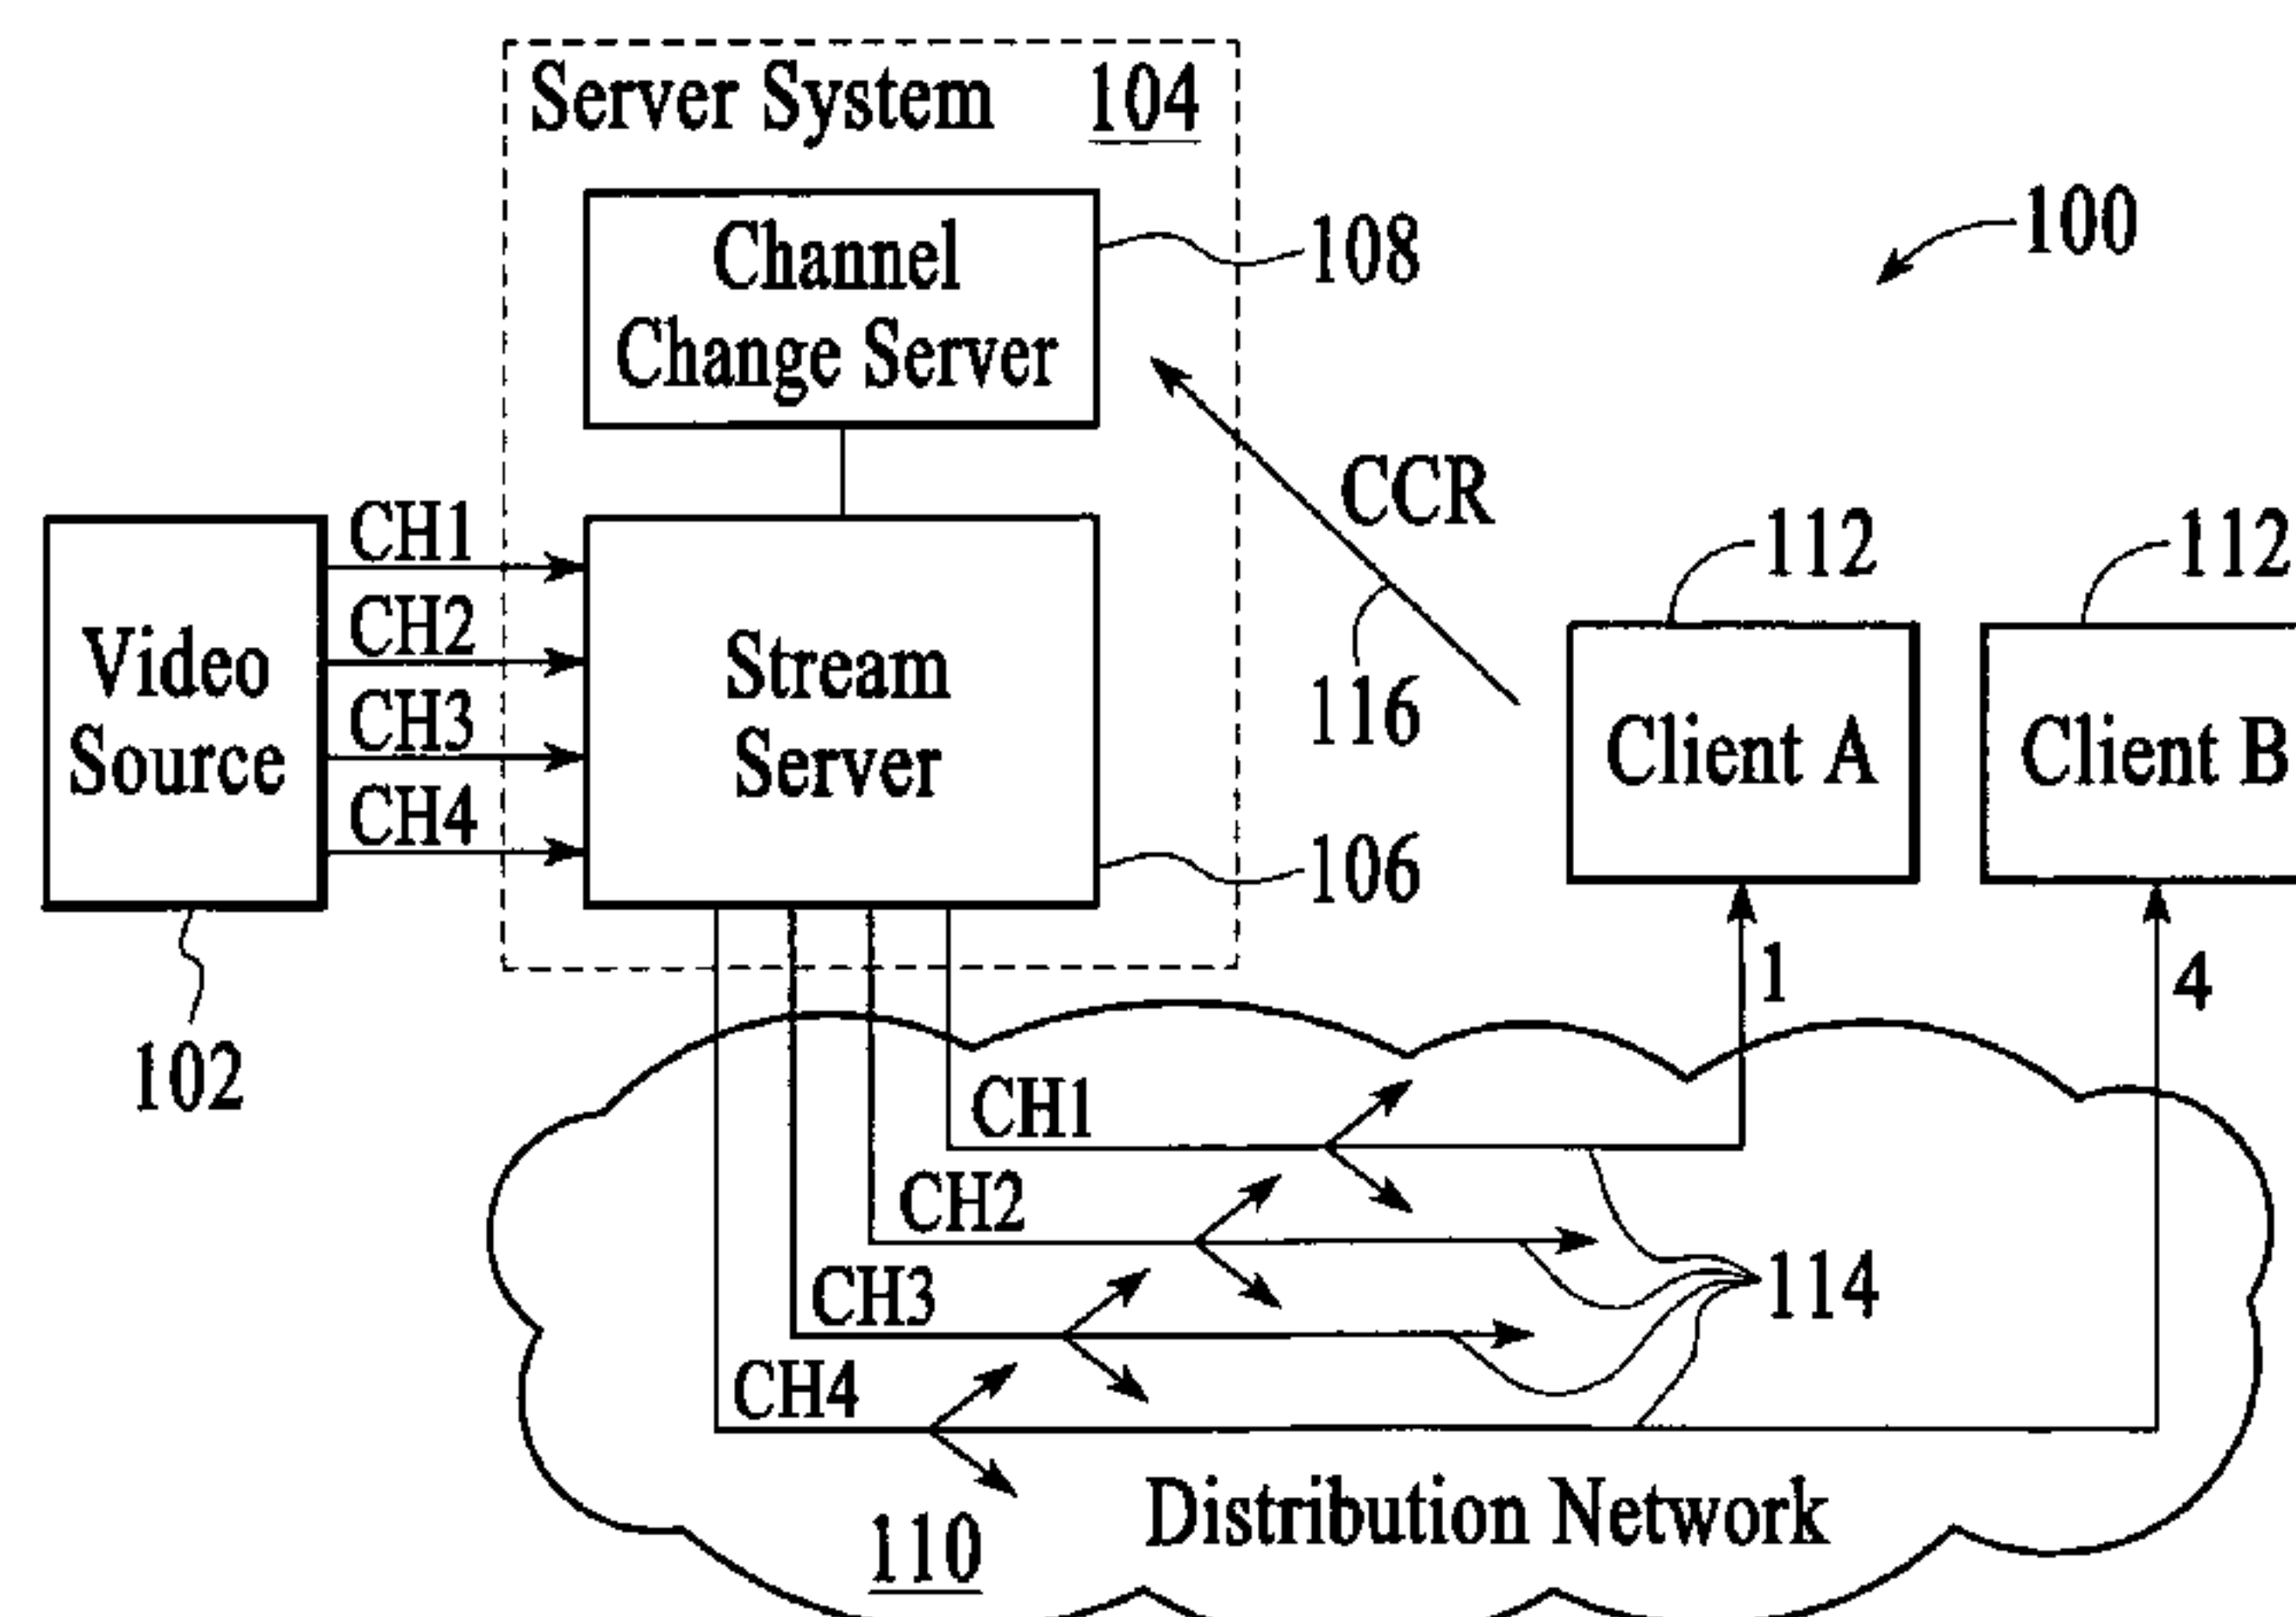 Server System 104
Channel
Change Server
108
100
CCR
116
112
112
CH1
CH2
CH3
CH4
Video
Source
Stream
Server
Client A
Client B
106
102
1
4
CH1
CH2
CH3
CH4
114
Distribution Network
110